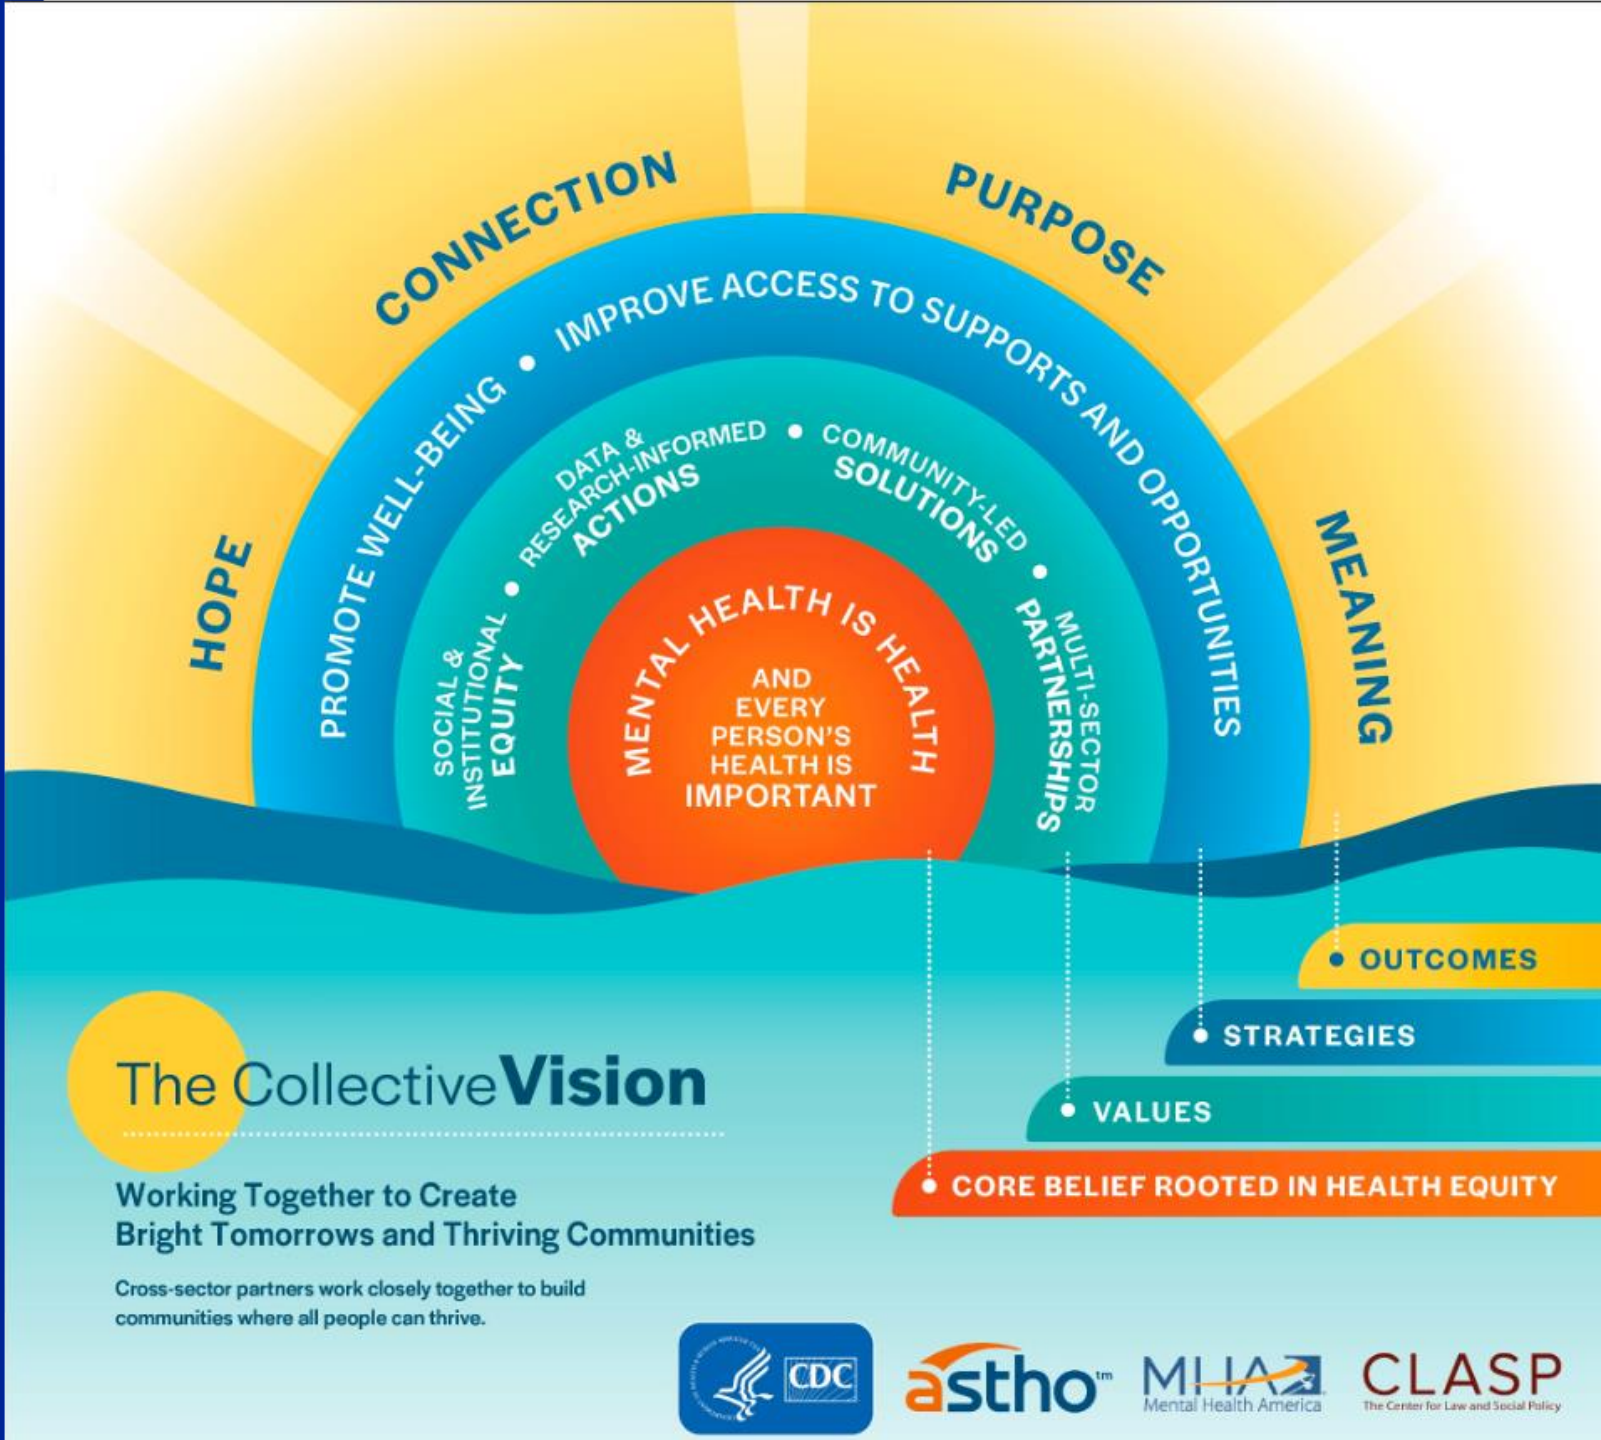 HOPE
CONNECTION
PURPOSE
MEANING
PROMOTE WELL-BEING • IMPROVE ACCESS TO SUPPORTS AND OPPORTUNITIES
SOCIAL &
INSTITUTIONAL
EQUITY
•
DATA &
RESEARCH-INFORMED
ACTIONS
•
COMMUNITY-LED
SOLUTIONS
•
MULTI-SECTOR
PARTNERSHIPS
MENTAL HEALTH IS HEALTH
AND
EVERY
PERSON'S
HEALTH IS
IMPORTANT
• OUTCOMES
• STRATEGIES
• VALUES
• CORE BELIEF ROOTED IN HEALTH EQUITY
The CollectiveVision
Working Together to Create
Bright Tomorrows and Thriving Communities
Cross-sector partners work closely together to build
communities where all people can thrive.
CDC
astho™
MHA
Mental Health America
CLASP
The Center for Law and Social Policy